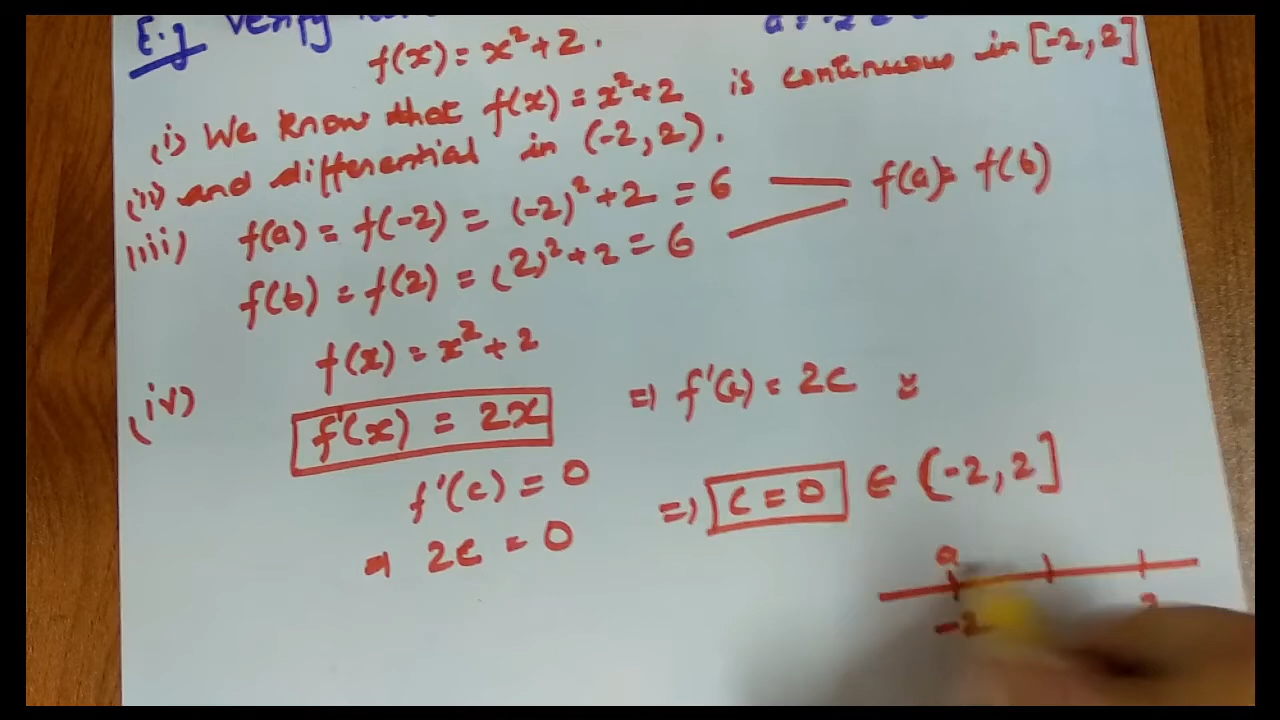 E.g Verify
f(x) = x² + 2.
(i) We know that f(x) = x² + 2 is continuous in [-2, 2]
(ii) and differential in (-2, 2).
(iii) f(a) = f(-2) = (-2)² + 2 = 6 f(a) = f(b)
f(b) = f(2) = (2)² + 2 = 6
f(x) = x² + 2
(iv) f'(x) = 2x ⇒ f'(c) = 2c
f'(c) = 0 ⇒ c = 0 ∈ (-2, 2]
⇒ 2c = 0
a
-2 2